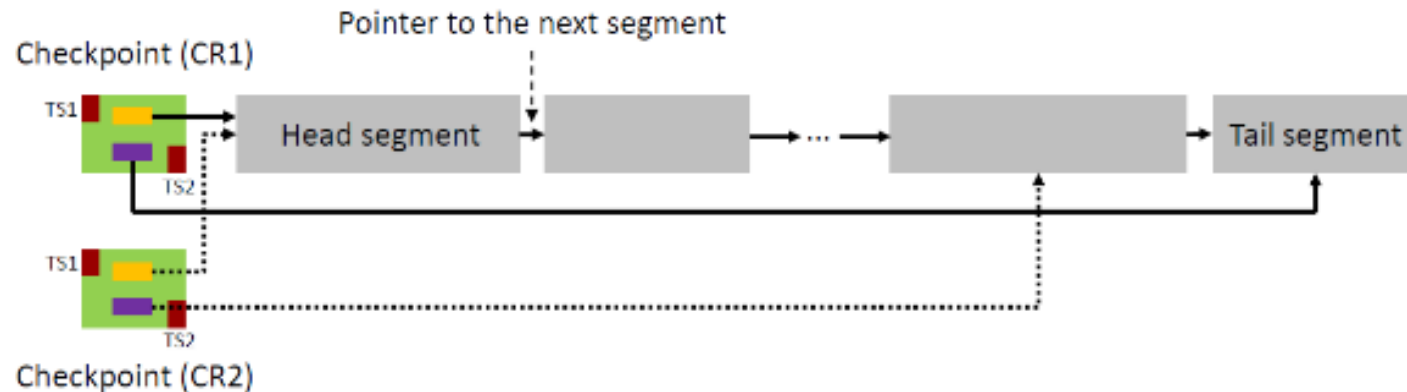 Pointer to the next segment
Checkpoint (CR1)
TS1
Head segment
...
Tail segment
TS2
TS1
TS2
Checkpoint (CR2)